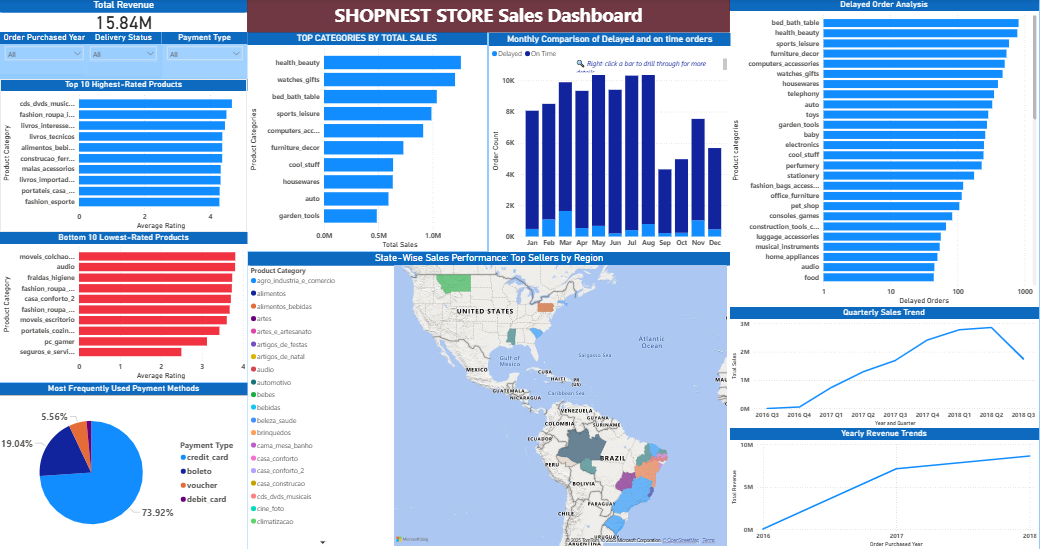 Total Revenue
15.84M
Order Purchased Year
Delivery Status
Payment Type
All
All
All
SHOPNEST STORE Sales Dashboard
Top 10 Highest-Rated Products
Product Category
cds_dvds_music...
fashion_roupa_i...
livros_interesse...
livros_tecnicos
alimentos_bebi...
construcao_ferr...
malas_acessorios
livros_importad...
portateis_casa_...
fashion_esporte
0 2 4
Average Rating
Bottom 10 Lowest-Rated Products
Product Category
moveis_colchao...
audio
fraldas_higiene
fashion_roupa_...
casa_conforto_2
fashion_roupa_...
moveis_escritorio
portateis_cozin...
pc_gamer
seguros_e_servi...
0 1 2 3 4
Average Rating
Most Frequently Used Payment Methods
5.56%
19.04%
73.92%
Payment Type
credit_card
boleto
voucher
debit_card
TOP CATEGORIES BY TOTAL SALES
Product Categories
health_beauty
watches_gifts
bed_bath_table
sports_leisure
computers_acc...
furniture_decor
cool_stuff
housewares
auto
garden_tools
0.0M 0.5M 1.0M
Total Sales
Monthly Comparison of Delayed and on time orders
Delayed On Time
Right-click a bar to drill through for more
Order Count
10K
8K
6K
4K
2K
0K
Jan Feb Mar Apr May Jun Jul Aug Sep Oct Nov Dec
State-Wise Sales Performance: Top Sellers by Region
Product Category
agro_industria_e_comercio
alimentos
alimentos_bebidas
artes
artes_e_artesanato
artigos_de_festas
artigos_de_natal
audio
automotivo
bebes
bebidas
beleza_saude
brinquedos
cama_mesa_banho
casa_conforto
casa_conforto_2
casa_construcao
cds_dvds_musicais
cine_foto
climatizacao
UNITED STATES
Atlantic
Ocean
Sargasso Sea
Gulf of
Mexico
MEXICO
CUBA
HAITI
PR
(US)
GUATEMALA
NICARAGUA
Caribbean Sea
VENEZUELA
GUYANA
COLOMBIA
SURINAME
ECUADOR
PERU
BRAZIL
BOLIVIA
PARAGUAY
CHILE
URUGUAY
ARGENTINA
Microsoft Bing
© 2025 TomTom, © 2025 Microsoft Corporation, © OpenStreetMap Terms
Delayed Order Analysis
Product categories
bed_bath_table
health_beauty
sports_leisure
furniture_decor
computers_accessories
watches_gifts
housewares
telephony
auto
toys
garden_tools
baby
electronics
cool_stuff
perfumery
stationery
fashion_bags_access...
office_furniture
pet_shop
consoles_games
construction_tools_c...
luggage_accessories
musical_instruments
home_appliances
audio
food
1 10 100 1000
Delayed Orders
Quarterly Sales Trend
Total Sales
3M
2M
1M
0M
2016 Q3 2016 Q4 2017 Q1 2017 Q2 2017 Q3 2017 Q4 2018 Q1 2018 Q2 2018 Q3
Year and Quarter
Yearly Revenue Trends
Total Revenue
10M
5M
0M
2016 2017 2018
Order Purchased Year